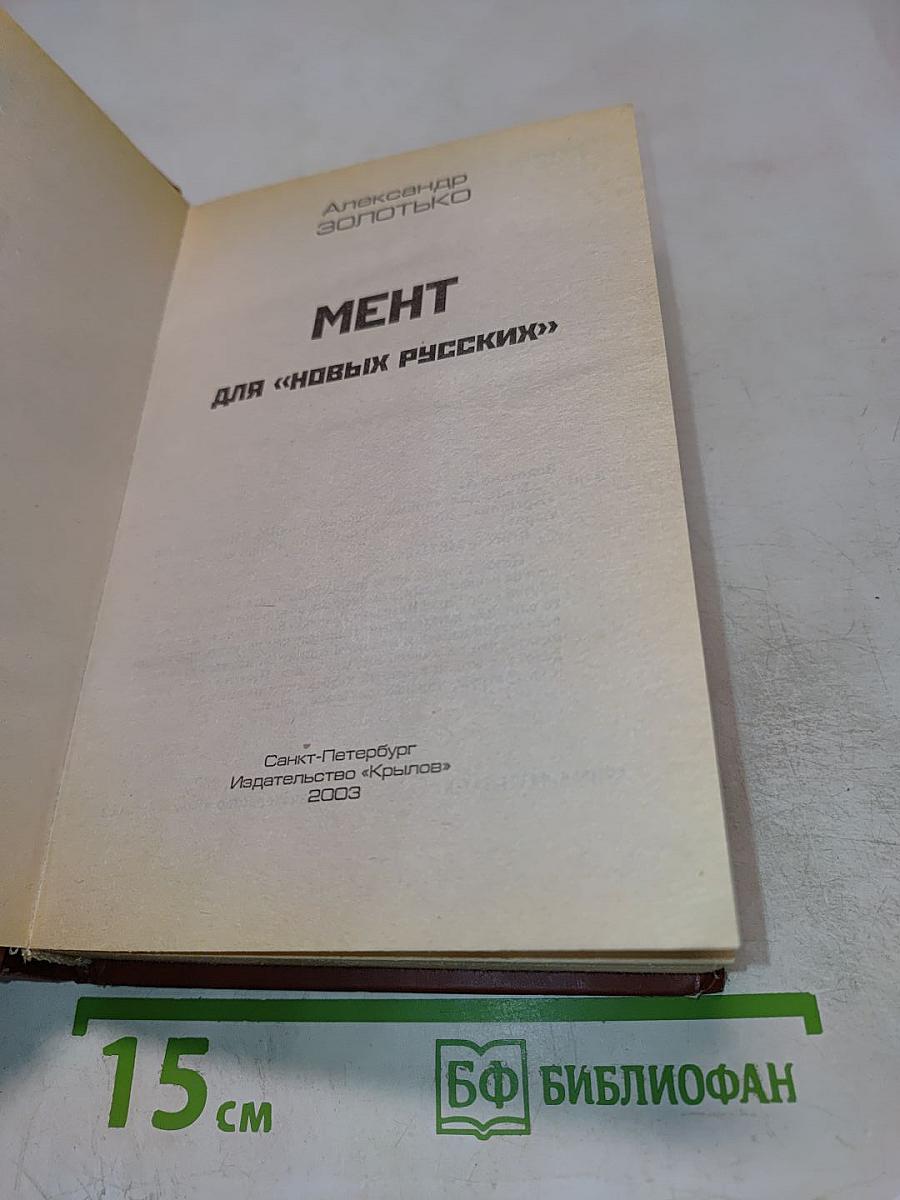 Александр
ЗОЛОТЬКО
МЕНТ
ДЛЯ «НОВЫХ РУССКИХ»
Санкт-Петербург
Издательство «Крылов»
2003
15 см
БФ БИБЛИОФАН